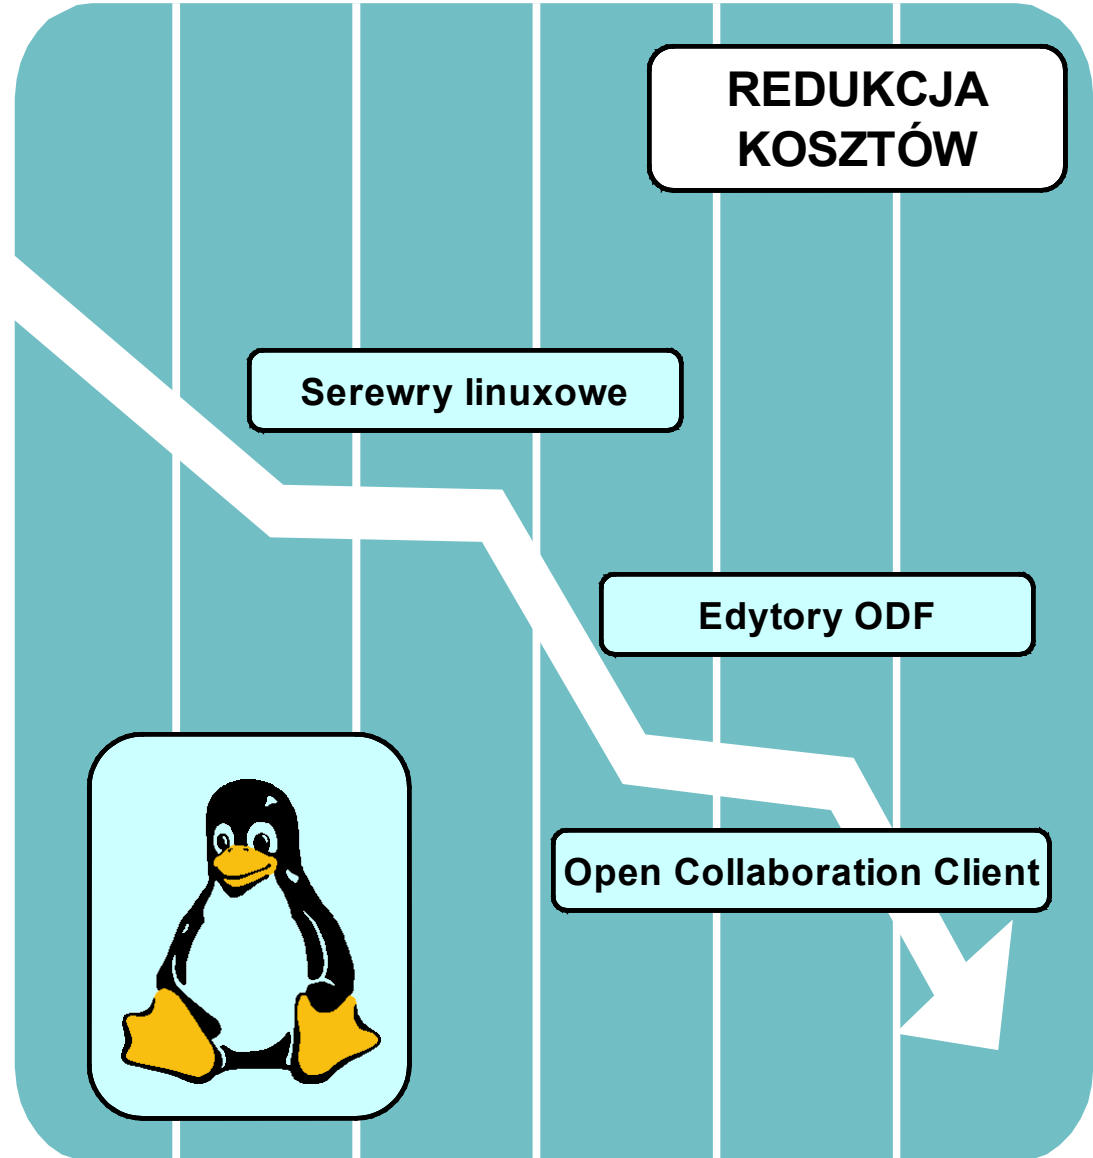 REDUKCJA
KOSZTÓW
Serewry linuxowe
Edytory ODF
Open Collaboration Client